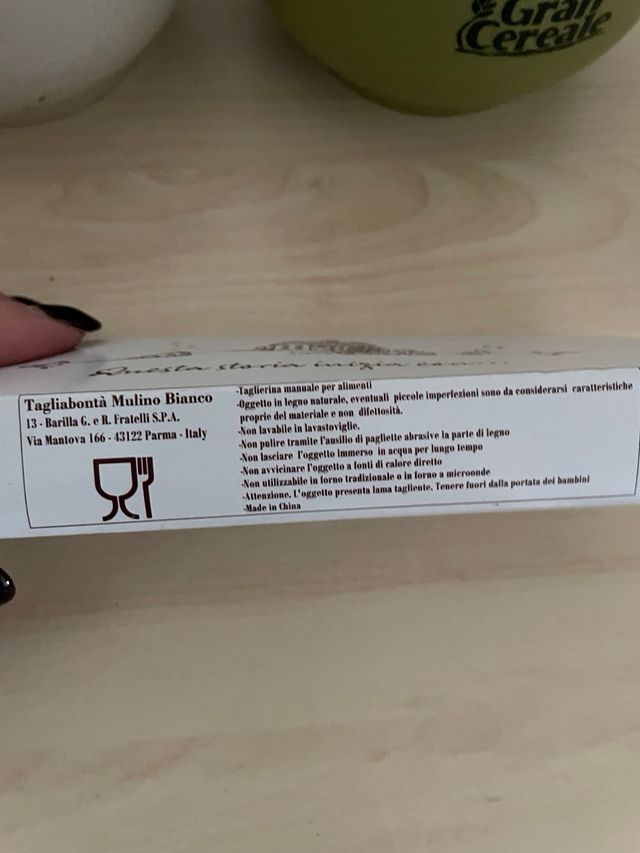 Gran
Cereale
Questa storia inizia con...
Tagliabontà Mulino Bianco
13 - Barilla G. e R. Fratelli S.P.A.
Via Mantova 166 - 43122 Parma - Italy
-Taglierina manuale per alimenti
-Oggetto in legno naturale, eventuali piccole imperfezioni sono da considerarsi caratteristiche
proprie del materiale e non difettosità.
-Non lavabile in lavastoviglie.
-Non pulire tramite l'ausilio di pagliette abrasive la parte di legno
-Non lasciare l'oggetto immerso in acqua per lungo tempo
-Non avvicinare l'oggetto a fonti di calore diretto
-Non utilizzabile in forno tradizionale o in forno a microonde
-Attenzione, L'oggetto presenta lama tagliente. Tenere fuori dalla portata dei bambini
-Made in China